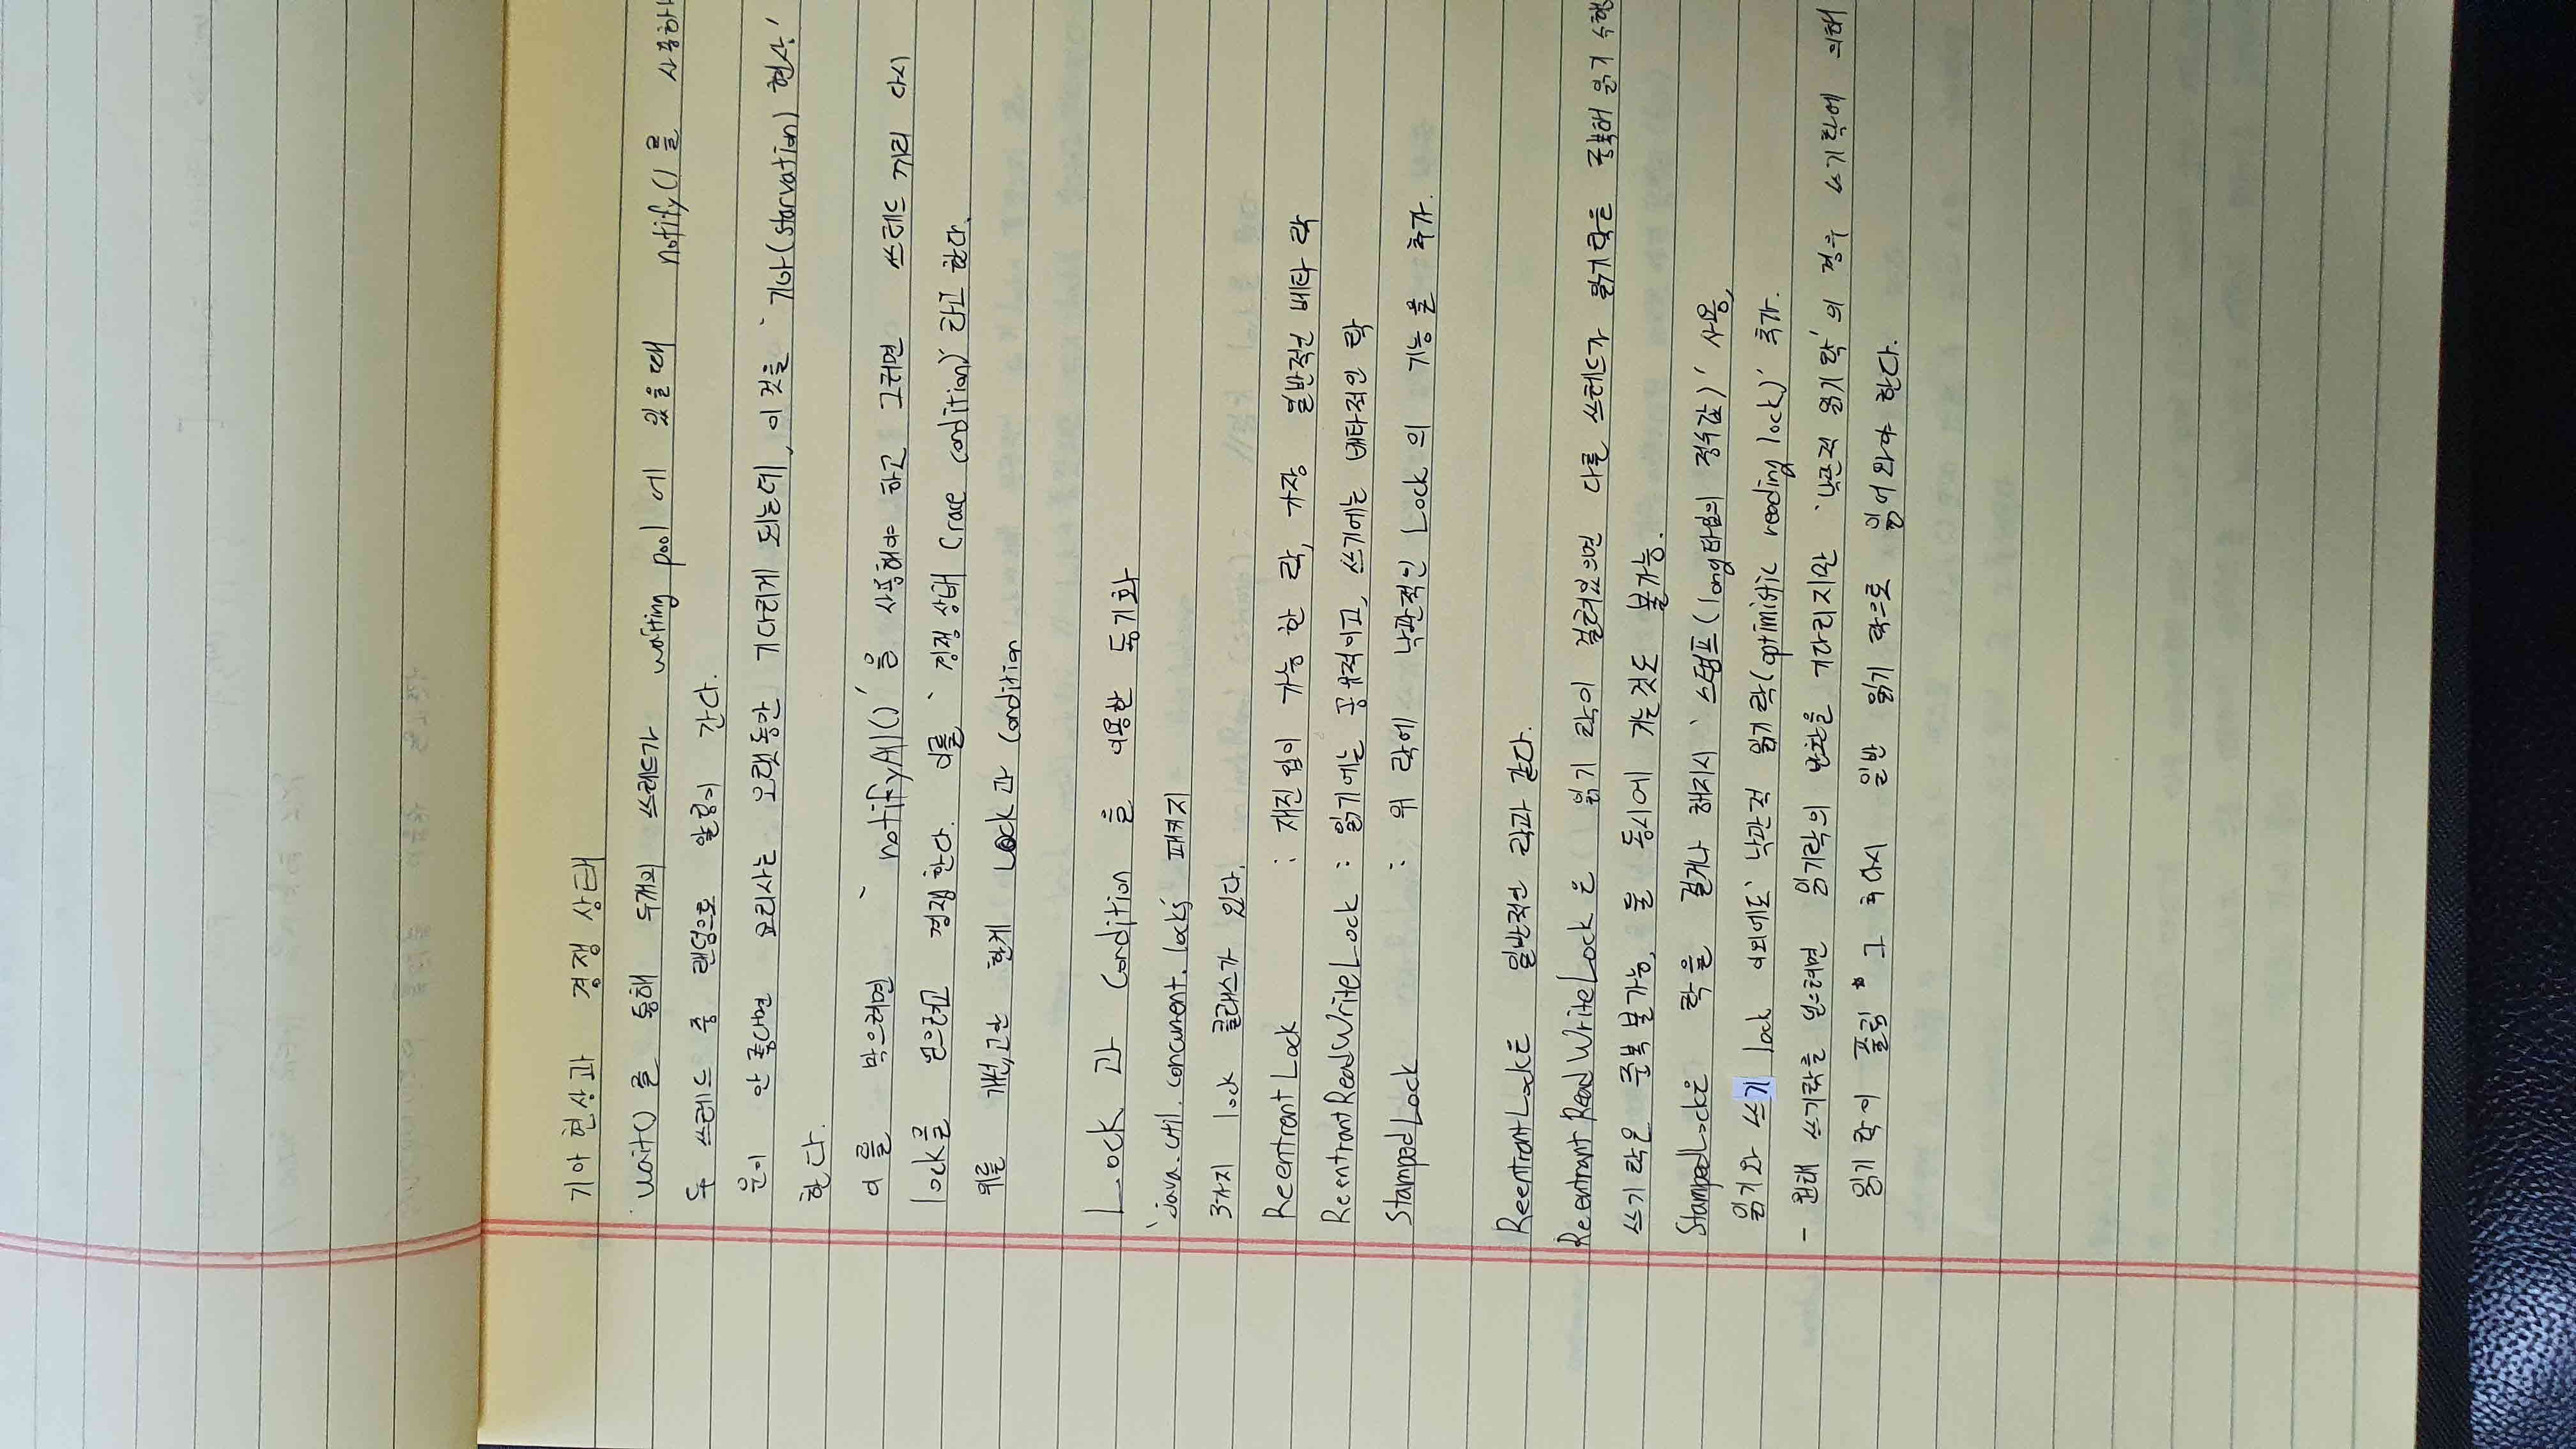 기아 현상과 경쟁 상태
wait()를 통해 두개의 쓰레드가 waiting pool에 있을때 notify()를 사용하
두 쓰레드 중 랜덤으로 알림이 간다.
운이 안 좋다면 요리사는 오랫동안 기다리게 되는데, 이것을 `기아(starvation) 현상'
한다.
이를 막으려면 `notifyAll()'을 사용해야 하고 그러면 쓰레드 끼리 다시
lock을 얻으려고 경쟁한다. 이를 `경쟁상태 (race condition)'라고 한다.
위를 개선,고안 한게 Lock과 Condition
Lock 과 Condition 을 이용한 동기화
`java.util.concurrent.locks' 패키지
3가지 lock 클래스가 있다.
ReentrantLock : 재진입이 가능한 락, 가장 일반적인 배타 락
ReentrantReadWriteLock : 읽기에는 공유적이고, 쓰기에는 배타적인 락
StampedLock : 위 락에 낙관적인 Lock의 기능을 추가.
ReentrantLock은 일반적인 락과 같다.
ReentrantReadWriteLock은 읽기 락이 걸려있으면 다른 쓰레드가 읽기락을 중복해 읽기 수행
쓰기 락은 중복 불가능, 둘 동시에 거는것도 불가능.
StampedLock은 락을 걸거나 해지시 `스탬프(long타입의 정수값)' 사용,
읽기와 쓰기 lock 이외에도 `낙관적 읽기 락(optimistic reading lock)' 추가.
- 원래 쓰기락를 얻으려면 읽기락의 반환을 기다리지만 `낙관적 읽기 락'의 경우 쓰기락에 의해
읽기 락이 풀림 * 그 후 다시 일반 읽기 락으로 읽어와야 한다.